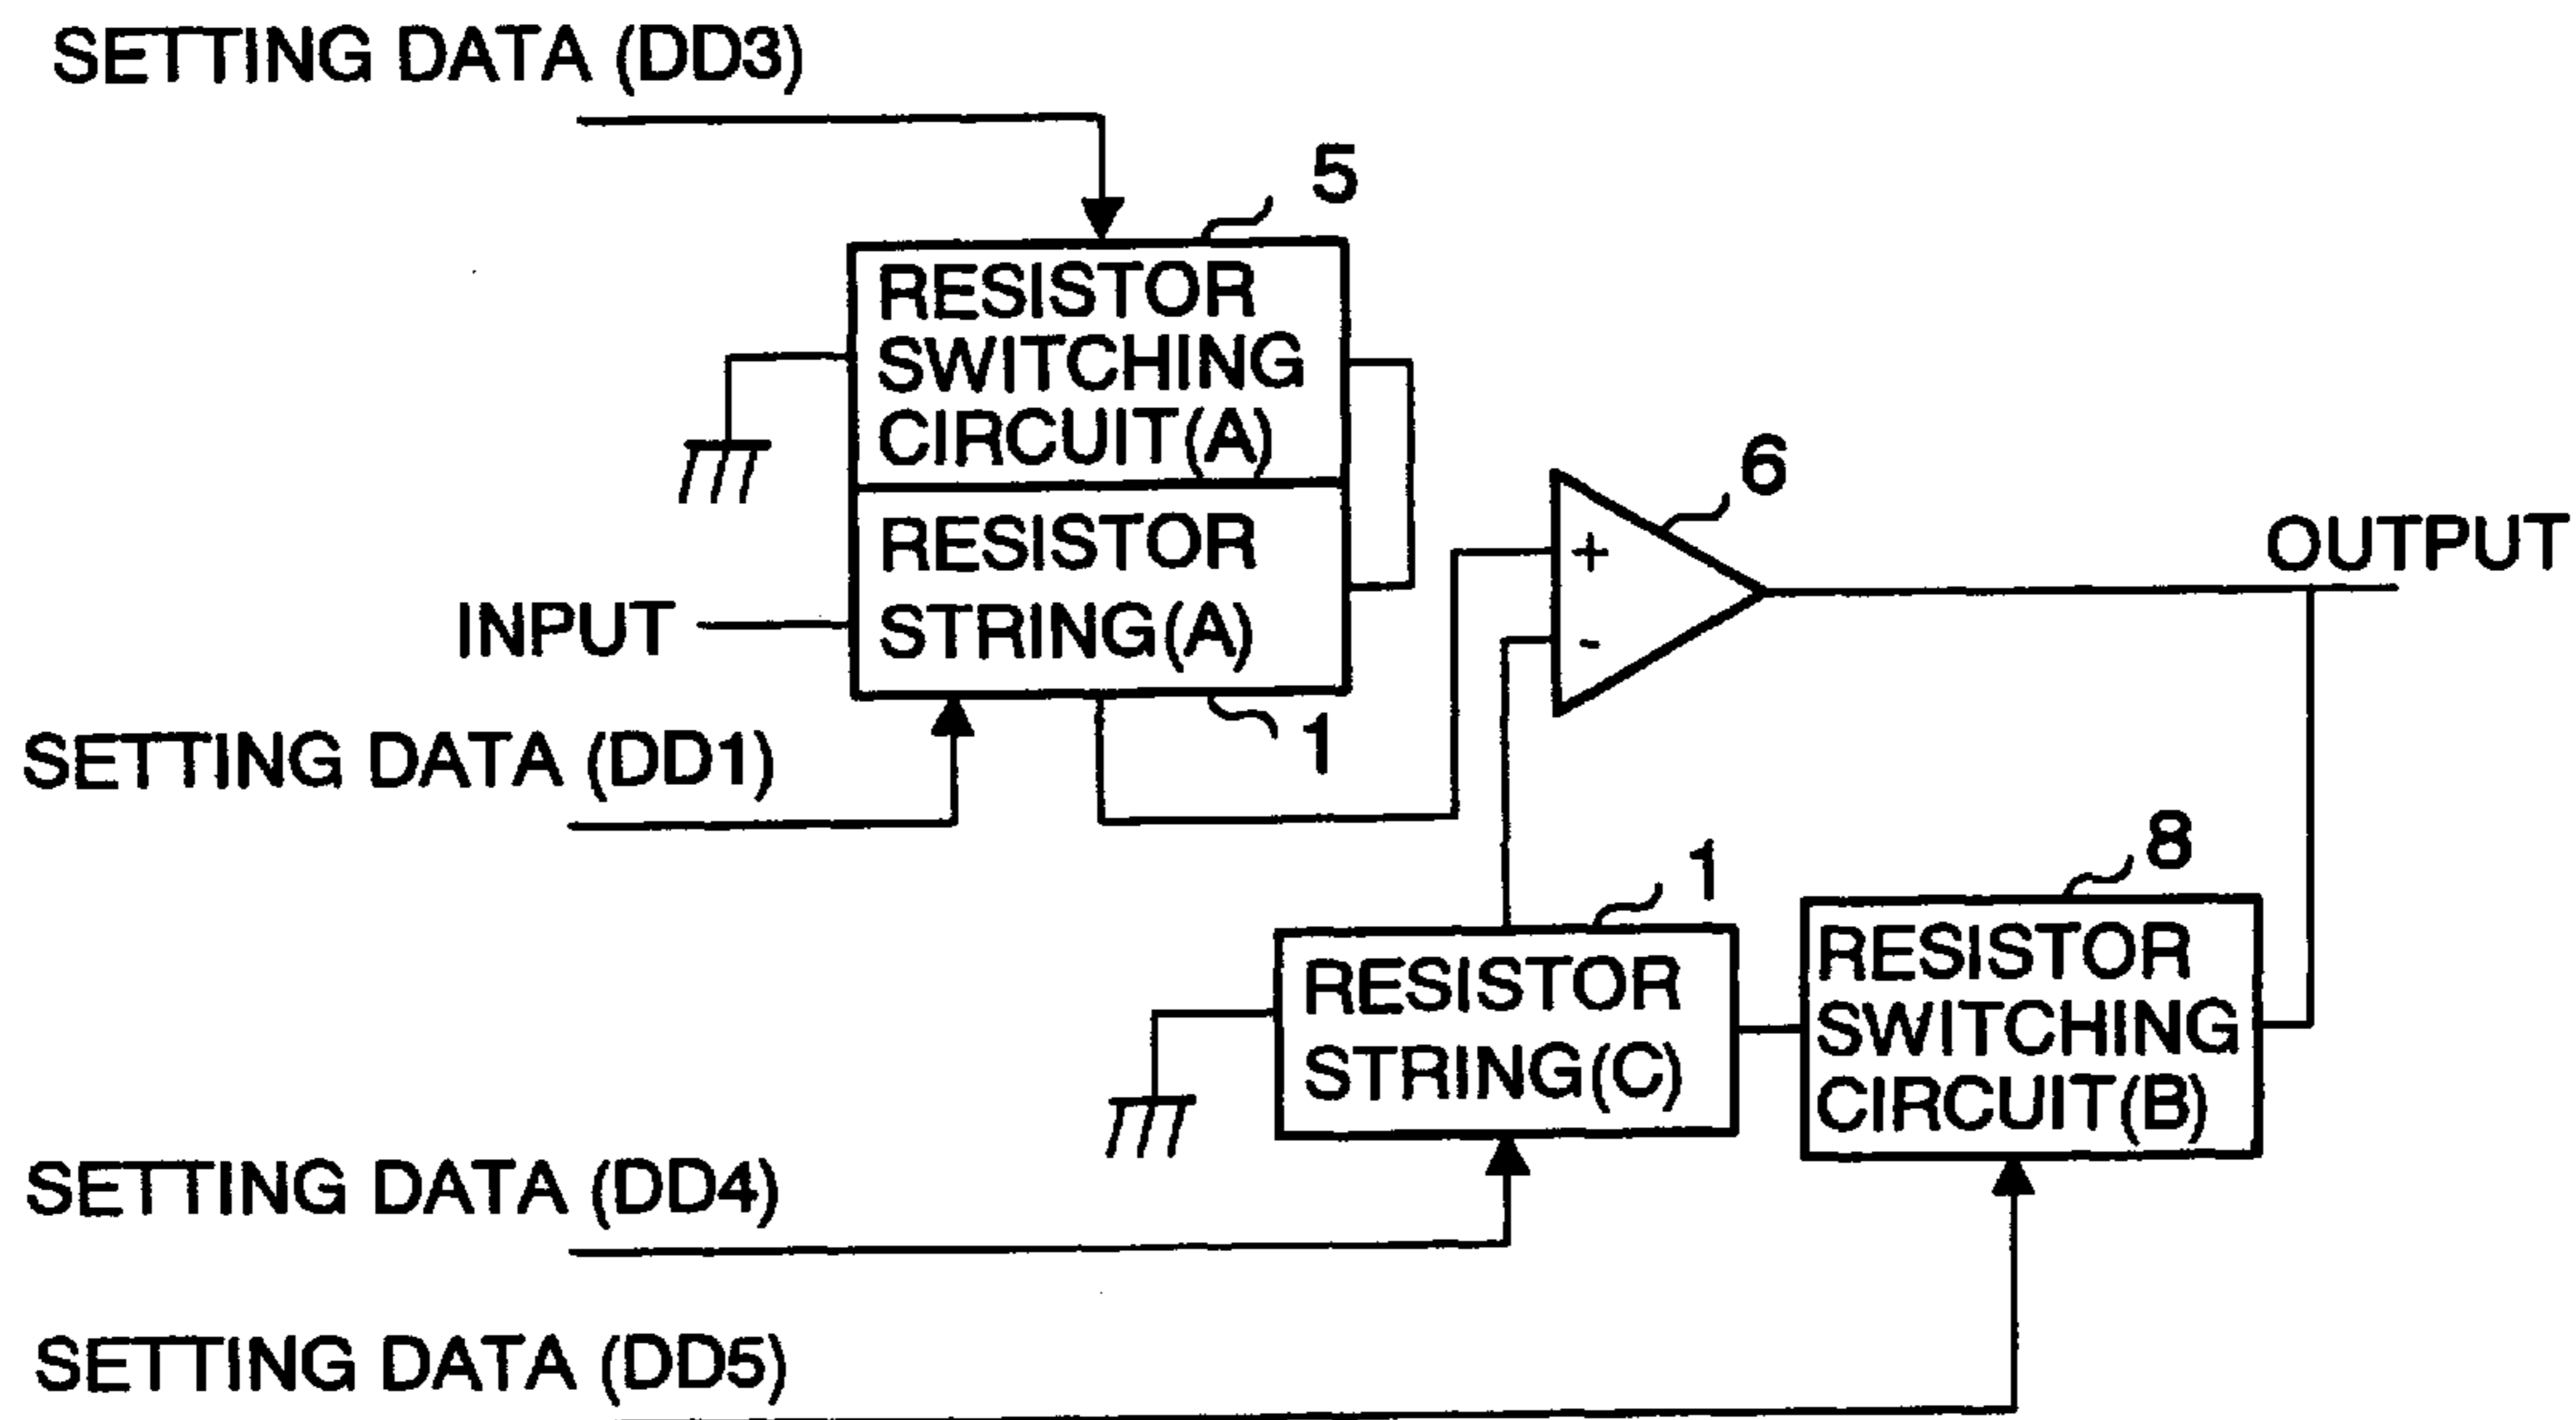 SETTING DATA (DD3)
5
RESISTOR
SWITCHING
CIRCUIT(A)
RESISTOR
STRING(A)
INPUT
1
SETTING DATA (DD1)
6
+
-
OUTPUT
1
RESISTOR
STRING(C)
8
RESISTOR
SWITCHING
CIRCUIT(B)
SETTING DATA (DD4)
SETTING DATA (DD5)